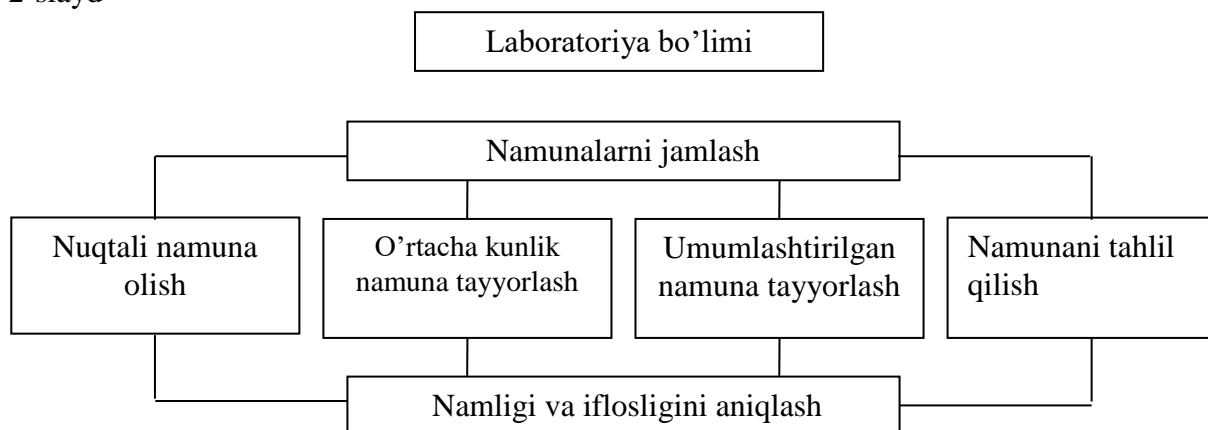 2-slayd
Laboratoriya bo’limi
Namunalarni jamlash
Nuqtali namuna
olish
O’rtacha kunlik
namuna tayyorlash
Umumlashtirilgan
namuna tayyorlash
Namunani tahlil
qilish
Namligi va iflosligini aniqlash